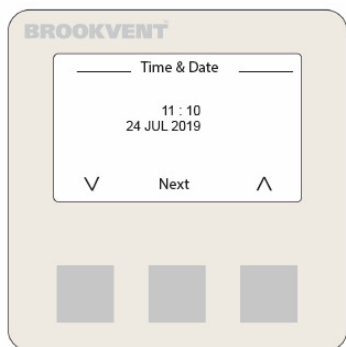 BROOKVENT
Time & Date
11 : 10
24 JUL 2019
∨ Next ∧